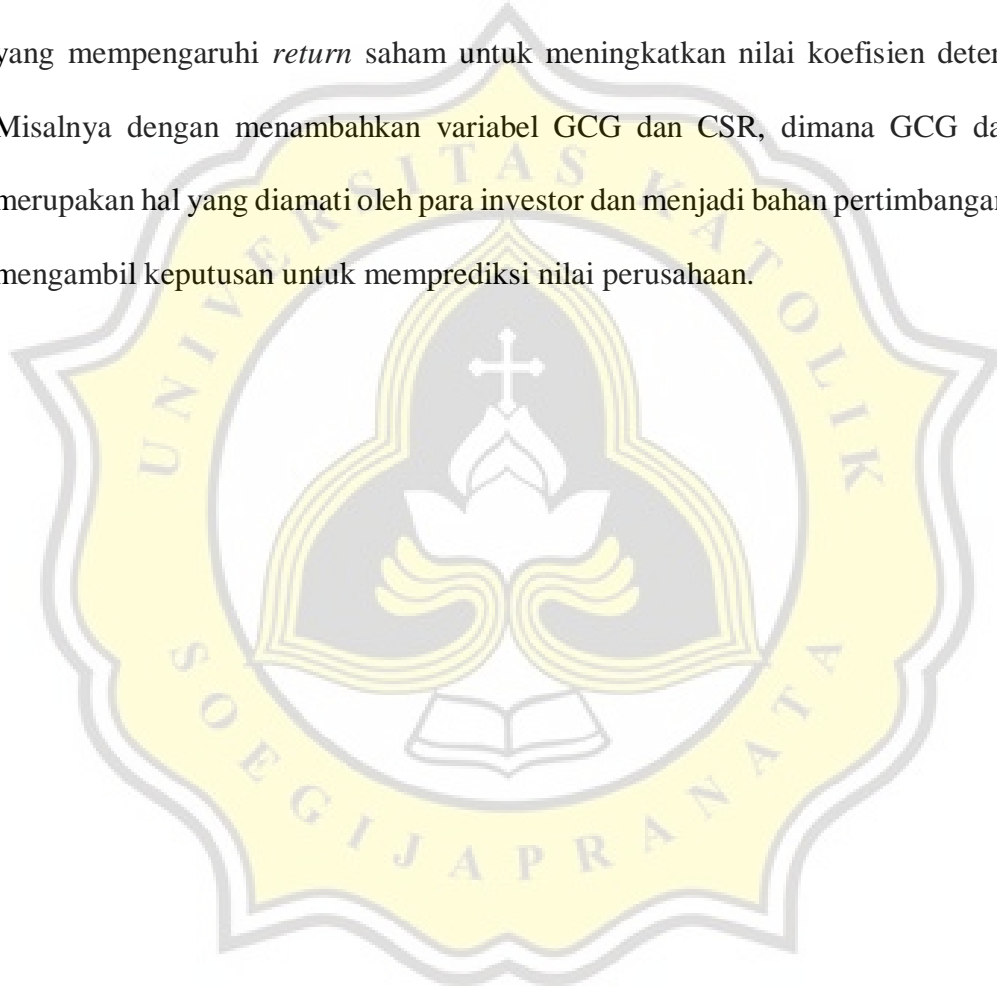 yang mempengaruhi return saham untuk meningkatkan nilai koefisien deter
Misalnya dengan menambahkan variabel GCG dan CSR, dimana GCG da
merupakan hal yang diamati oleh para investor dan menjadi bahan pertimbangan
mengambil keputusan untuk memprediksi nilai perusahaan.
UNIVERSITAS KATOLIK
SOEGIJAPRANATA